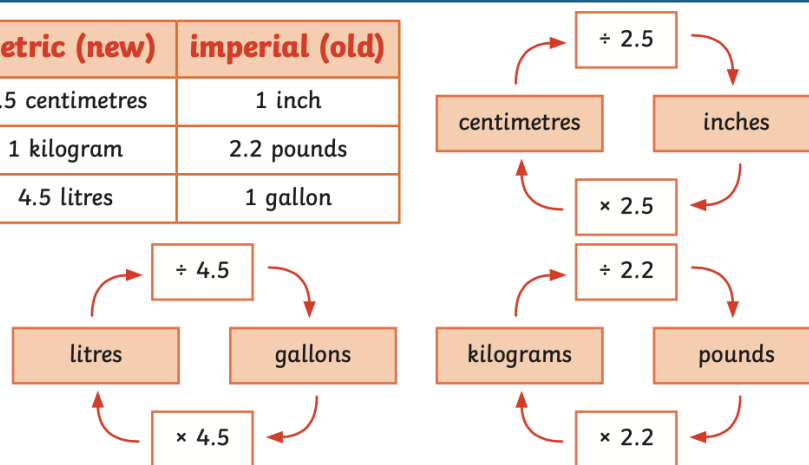 etric (new) imperial (old)
.5 centimetres 1 inch
1 kilogram 2.2 pounds
4.5 litres 1 gallon
÷ 2.5
centimetres inches
× 2.5
÷ 4.5
litres gallons
× 4.5
÷ 2.2
kilograms pounds
× 2.2